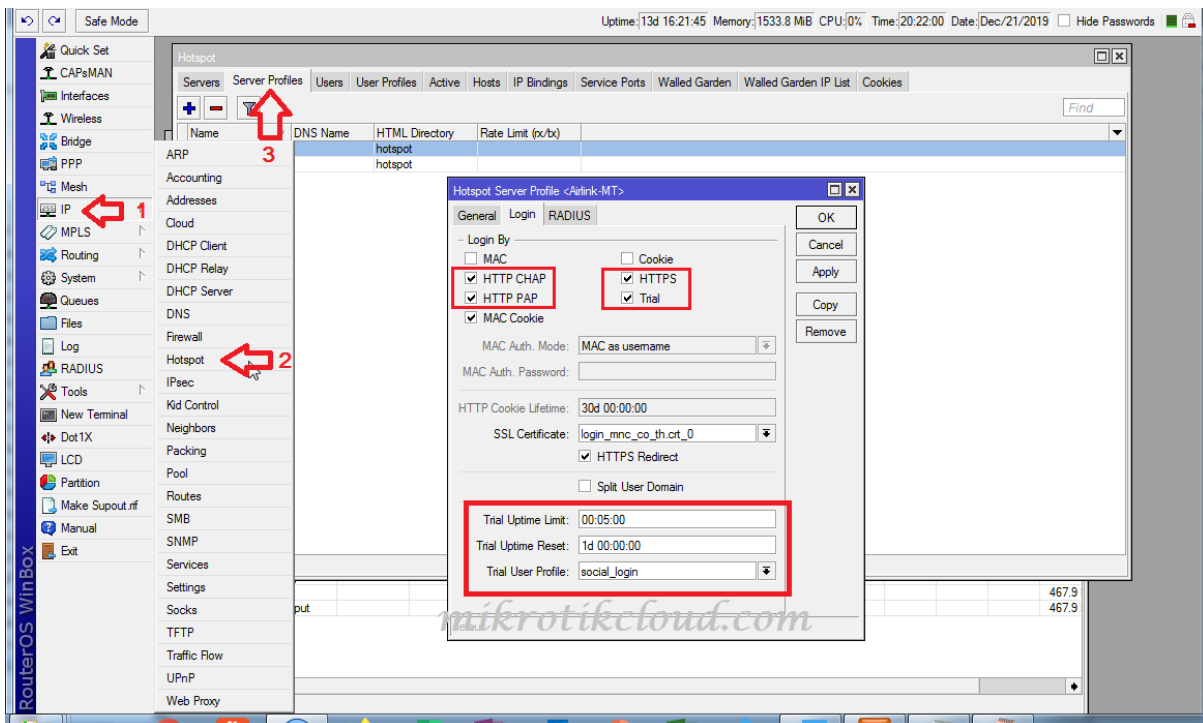 Safe Mode
Uptime: 13d 16:21:45 Memory: 1533.8 MiB CPU: 0% Time: 20:22:00 Date: Dec/21/2019 Hide Passwords
Quick Set
CAPsMAN
Interfaces
Wireless
Bridge
PPP
Mesh
IP
1
MPLS
Routing
System
Queues
Files
Log
RADIUS
Tools
New Terminal
Dot1X
LCD
Partition
Make Supout.rif
Manual
Exit
RouterOS WinBox
Hotspot
Servers Server Profiles Users User Profiles Active Hosts IP Bindings Service Ports Walled Garden Walled Garden IP List Cookies
Find
Name DNS Name HTML Directory Rate Limit (rx/tx)
hotspot
hotspot
3
ARP
Accounting
Addresses
Cloud
DHCP Client
DHCP Relay
DHCP Server
DNS
Firewall
Hotspot
2
IPsec
Kid Control
Neighbors
Packing
Pool
Routes
SMB
SNMP
Services
Settings
Socks
TFTP
Traffic Flow
UPnP
Web Proxy
Hotspot Server Profile <Airlink-MT>
General Login RADIUS
OK
Cancel
Apply
Copy
Remove
Login By
MAC Cookie
HTTP CHAP HTTPS
HTTP PAP Trial
MAC Cookie
MAC Auth. Mode: MAC as username
MAC Auth. Password:
HTTP Cookie Lifetime: 30d 00:00:00
SSL Certificate: login_mnc_co_th.crt_0
HTTPS Redirect
Split User Domain
Trial Uptime Limit: 00:05:00
Trial Uptime Reset: 1d 00:00:00
Trial User Profile: social_login
467.9
put 467.9
mikrotikcloud.com